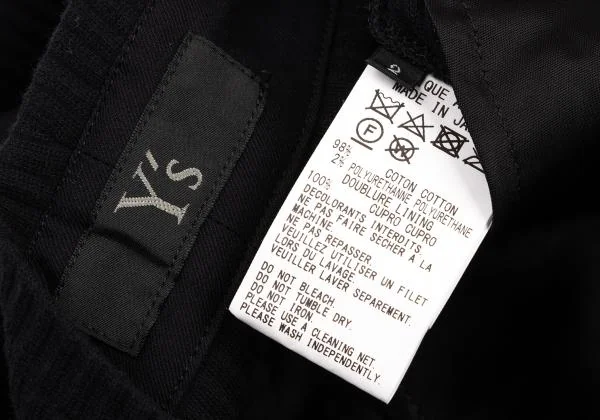 Y's
2
MADE IN
F
98% COTON COTTON
2% POLYURETHANNE POLYURETHANE
DOUBLURE LINING
100% CUPRO CUPRO
DECOLORANTS INTERDITS.
NE PAS FAIRE SECHER A LA
MACHINE.
NE PAS REPASSER.
VEUILLEZ UTILISER UN FILET
LORS DU LAVAGE.
VEUILLER LAVER SEPAREMENT.
DO NOT BLEACH.
DO NOT TUMBLE DRY.
DO NOT IRON.
PLEASE USE A CLEANING NET.
PLEASE WASH INDEPENDENTLY.